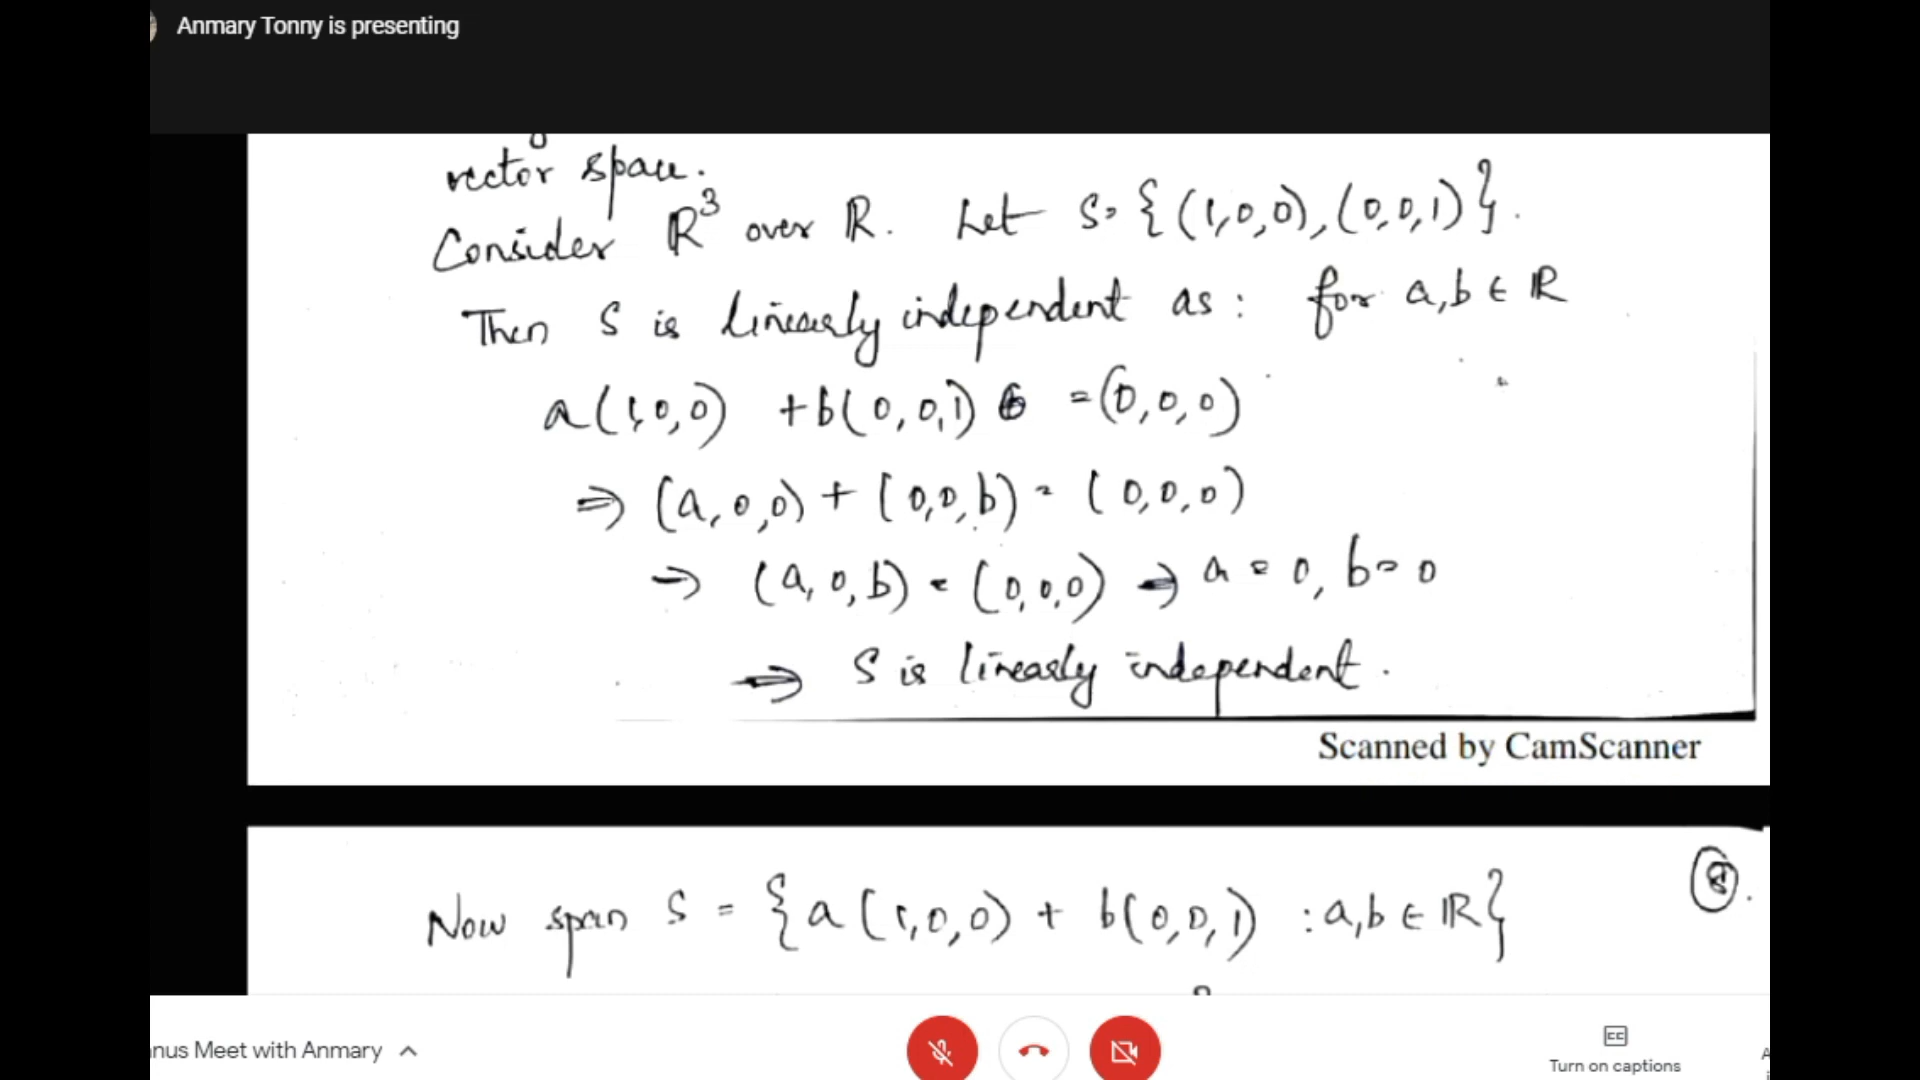 Anmary Tonny is presenting
vector space.
Consider R³ over R. Let S = {(1,0,0), (0,0,1)}.
Then S is linearly independent as: for a,b ∈ R
a(1,0,0) + b(0,0,1) = (0,0,0)
⇒ (a,0,0) + (0,0,b) = (0,0,0)
⇒ (a,0,b) = (0,0,0) ⇒ a = 0, b = 0
⇒ S is linearly independent.
Scanned by CamScanner
Now span S = {a(1,0,0) + b(0,0,1) : a,b ∈ R}
nus Meet with Anmary
Turn on captions